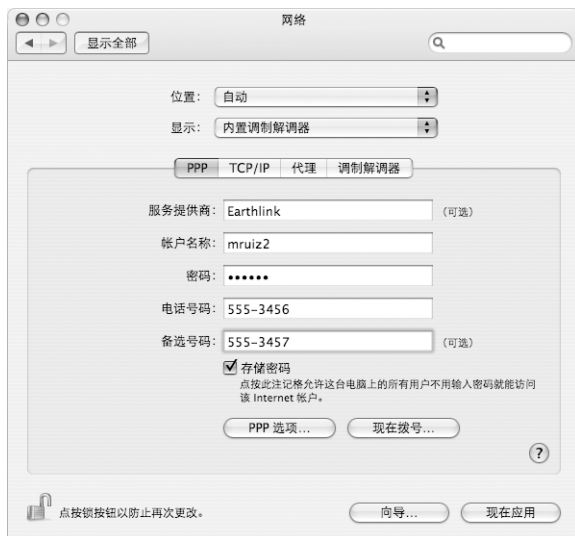 网络
显示全部
位置： 自动
显示： 内置调制解调器
PPP TCP/IP 代理 调制解调器
服务提供商： Earthlink （可选）
帐户名称： mruiz2
密码： ••••••
电话号码： 555-3456
备选号码： 555-3457 （可选）
存储密码
点按此注记格允许这台电脑上的所有用户不用输入密码就能访问
该 Internet 帐户。
PPP 选项... 现在拨号...
?
点按锁按钮以防止再次更改。 向导... 现在应用